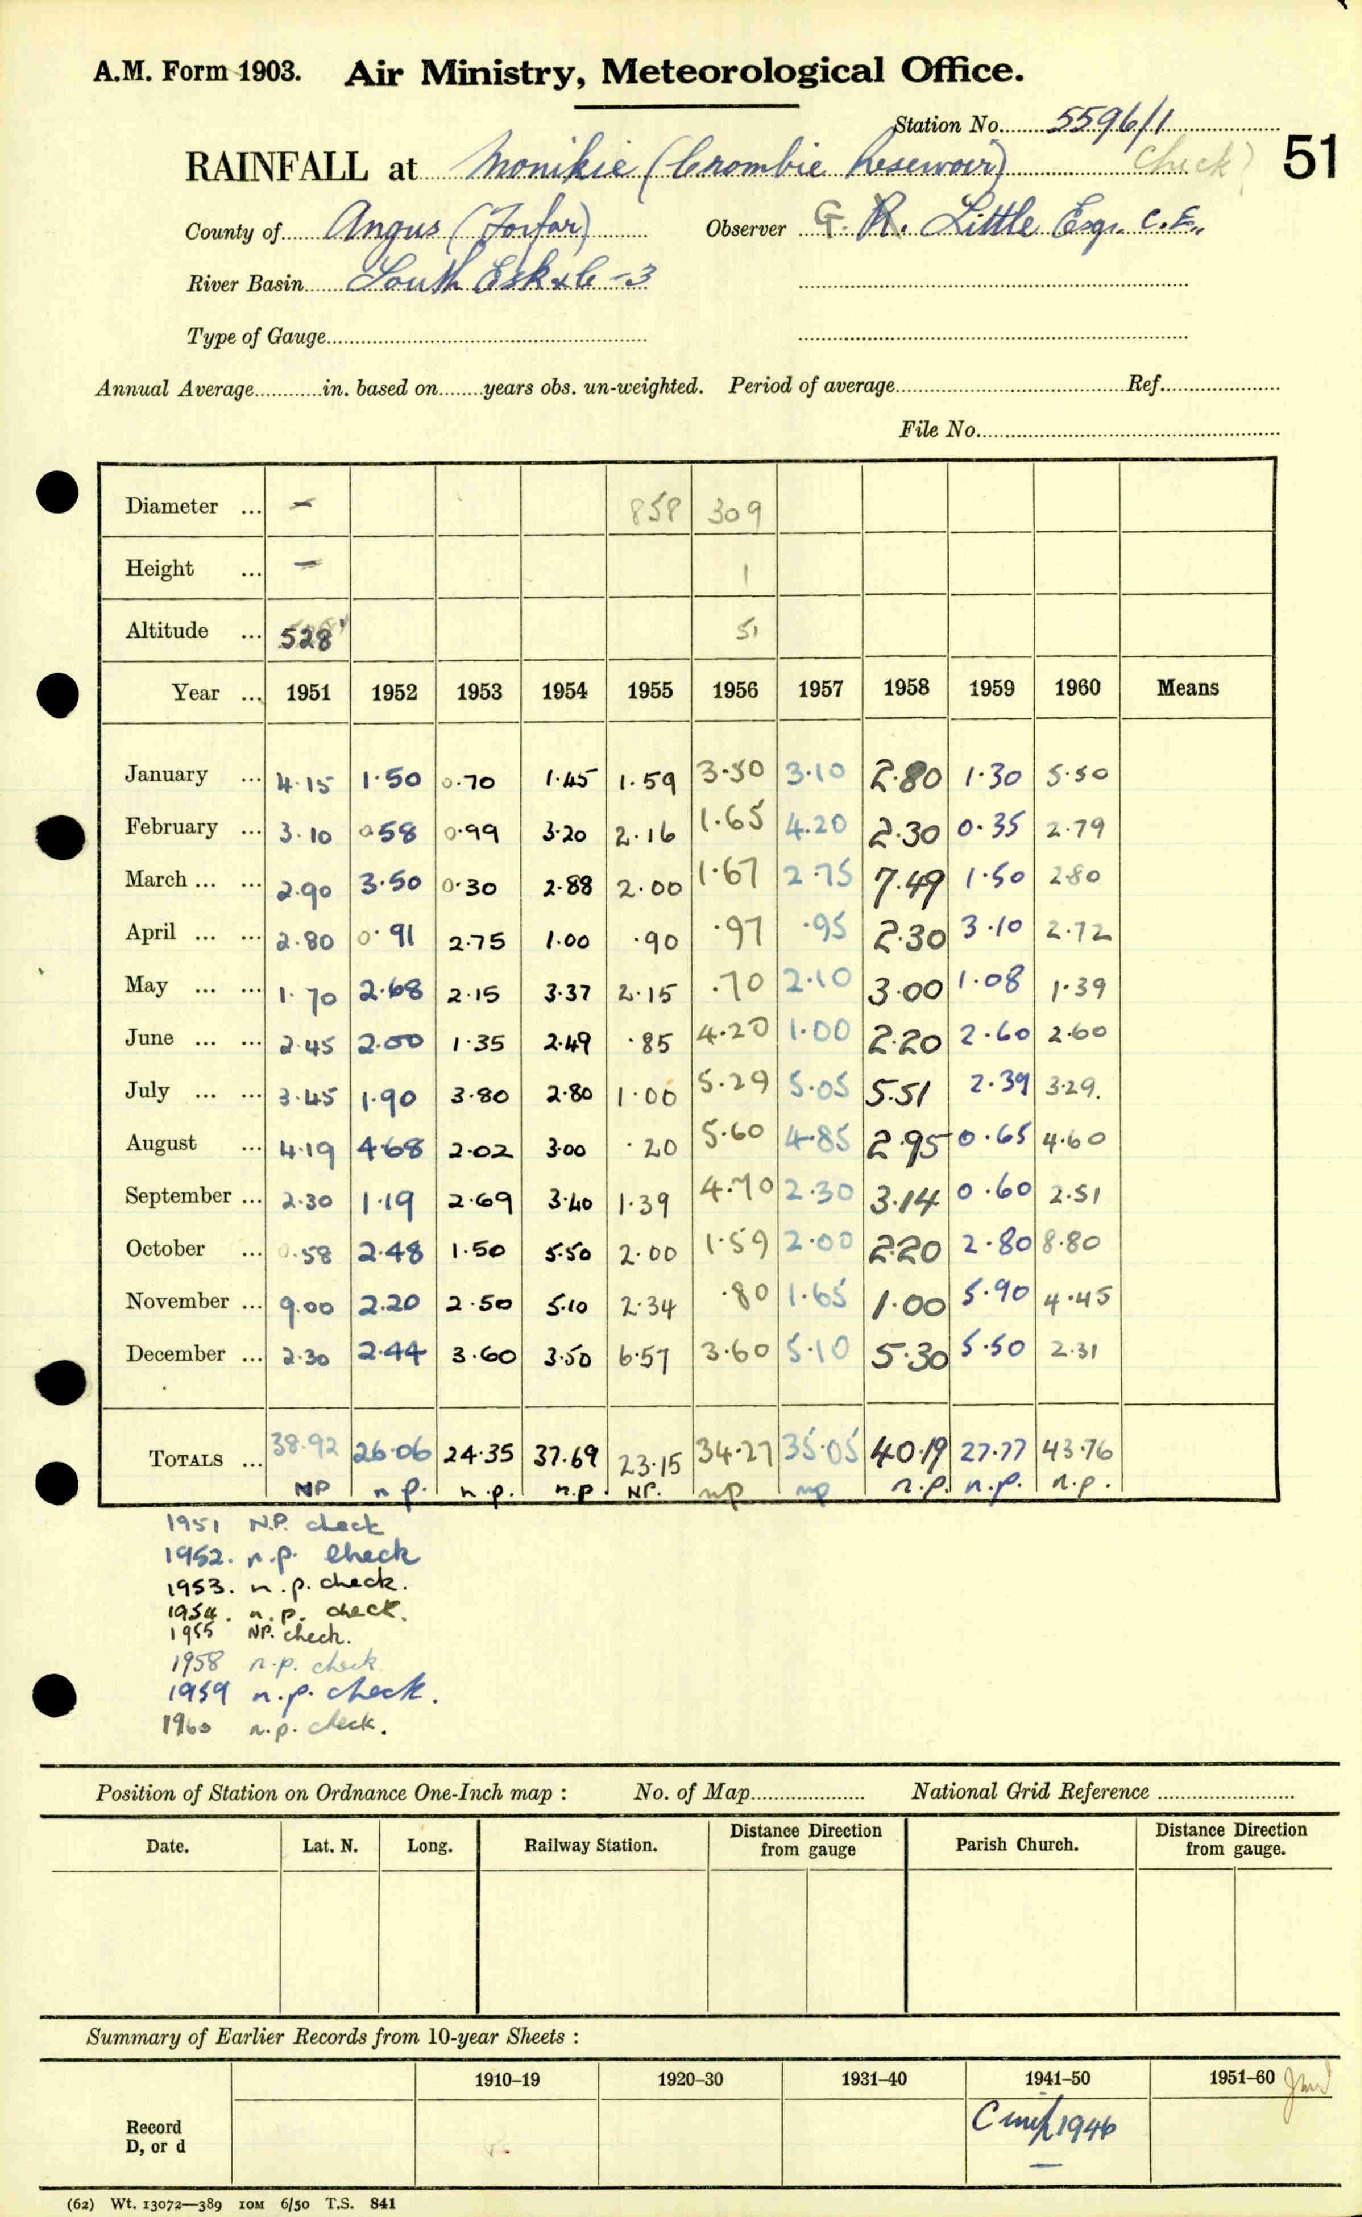 A.M. Form 1903. Air Ministry, Meteorological Office.
Station No. 5596/1
RAINFALL at Monikie (Crombie Reservoir) check 51
County of Angus (Forfar) Observer G. R. Little Esq. C.E.,
River Basin South Esk &c -3
Type of Gauge
Annual Average in. based on years obs. un-weighted. Period of average Ref.
File No.
Diameter ... - 858 309
Height ... - 1
Altitude ... 528 51
Year ... 1951 1952 1953 1954 1955 1956 1957 1958 1959 1960 Means
January ... 4.15 1.50 0.70 1.45 1.59 3.50 3.10 2.80 1.30 5.50
February ... 3.10 0.58 0.99 3.20 2.16 1.65 4.20 2.30 0.35 2.79
March ... ... 2.90 3.50 0.30 2.88 2.00 1.67 2.75 7.49 1.50 2.80
April ... ... 2.80 0.91 2.75 1.00 .90 .97 .95 2.30 3.10 2.72
May ... ... 1.70 2.68 2.15 3.37 2.15 .70 2.10 3.00 1.08 1.39
June ... ... 2.45 2.00 1.35 2.49 .85 4.20 1.00 2.20 2.60 2.60
July ... ... 3.45 1.90 3.80 2.80 1.00 5.29 5.05 5.51 2.39 3.29.
August ... 4.19 4.68 2.02 3.00 .20 5.60 4.85 2.95 0.65 4.60
September ... 2.30 1.19 2.69 3.40 1.39 4.70 2.30 3.14 0.60 2.51
October ... 0.58 2.48 1.50 5.50 2.00 1.59 2.00 2.20 2.80 8.80
November ... 9.00 2.20 2.50 5.10 2.34 .80 1.65 1.00 5.90 4.45
December ... 2.30 2.44 3.60 3.50 6.57 3.60 5.10 5.30 5.50 2.31
TOTALS ... 38.92 26.06 24.35 37.69 23.15 34.27 35.05 40.19 27.77 43.76
NP n p. n.p. n.p. NP. np np n.p. n.p. n.p.
1951 N.P. check
1952. n.p. Check
1953. n.p. check.
1954. n.p. check.
1955 NP. check.
1958 n.p. check
1959 n.p. check.
1960 n.p. check.
Position of Station on Ordnance One-Inch map : No. of Map National Grid Reference
Date. Lat. N. Long. Railway Station. Distance from gauge Direction Parish Church. Distance Direction from gauge.
Summary of Earlier Records from 10-year Sheets :
1910–19 1920–30 1931–40 1941–50 1951–60
Record D, or d 1946
(62) Wt. 13072—389 10M 6/50 T.S. 841